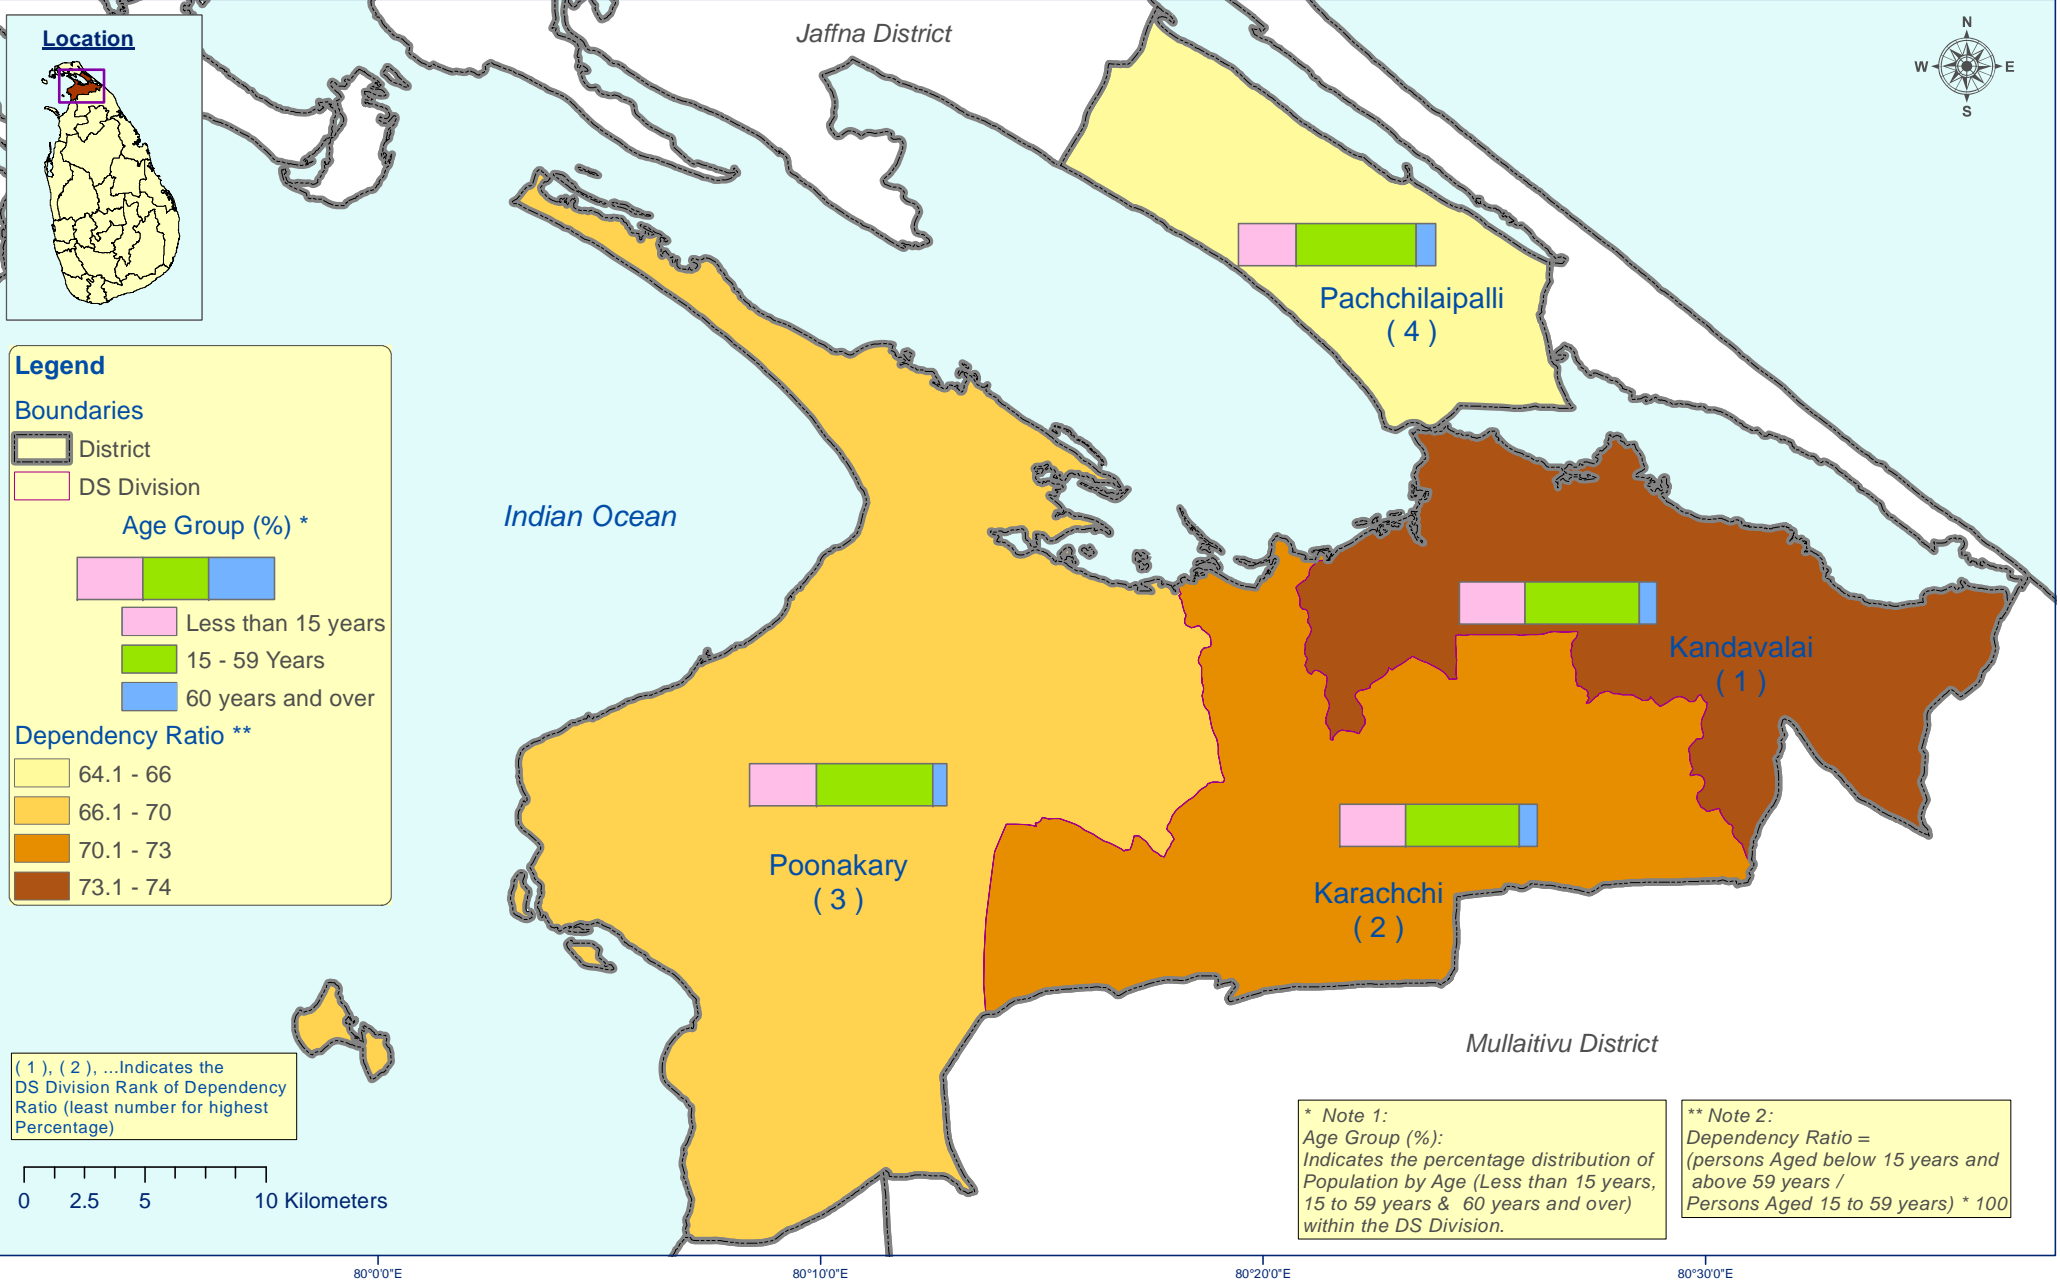 Location
Jaffna District
N
W
E
S
Pachchilaipalli
( 4 )
Legend
Boundaries
District
DS Division
Age Group (%) *
Less than 15 years
15 - 59 Years
60 years and over
Dependency Ratio **
64.1 - 66
66.1 - 70
70.1 - 73
73.1 - 74
Indian Ocean
Kandavalai
( 1 )
Poonakary
( 3 )
Karachchi
( 2 )
Mullaitivu District
( 1 ), ( 2 ), ...Indicates the
DS Division Rank of Dependency
Ratio (least number for highest
Percentage)
0 2.5 5 10 Kilometers
* Note 1:
Age Group (%):
Indicates the percentage distribution of
Population by Age (Less than 15 years,
15 to 59 years & 60 years and over)
within the DS Division.
** Note 2:
Dependency Ratio =
(persons Aged below 15 years and
above 59 years /
Persons Aged 15 to 59 years) * 100
80°0'0"E 80°10'0"E 80°20'0"E 80°30'0"E